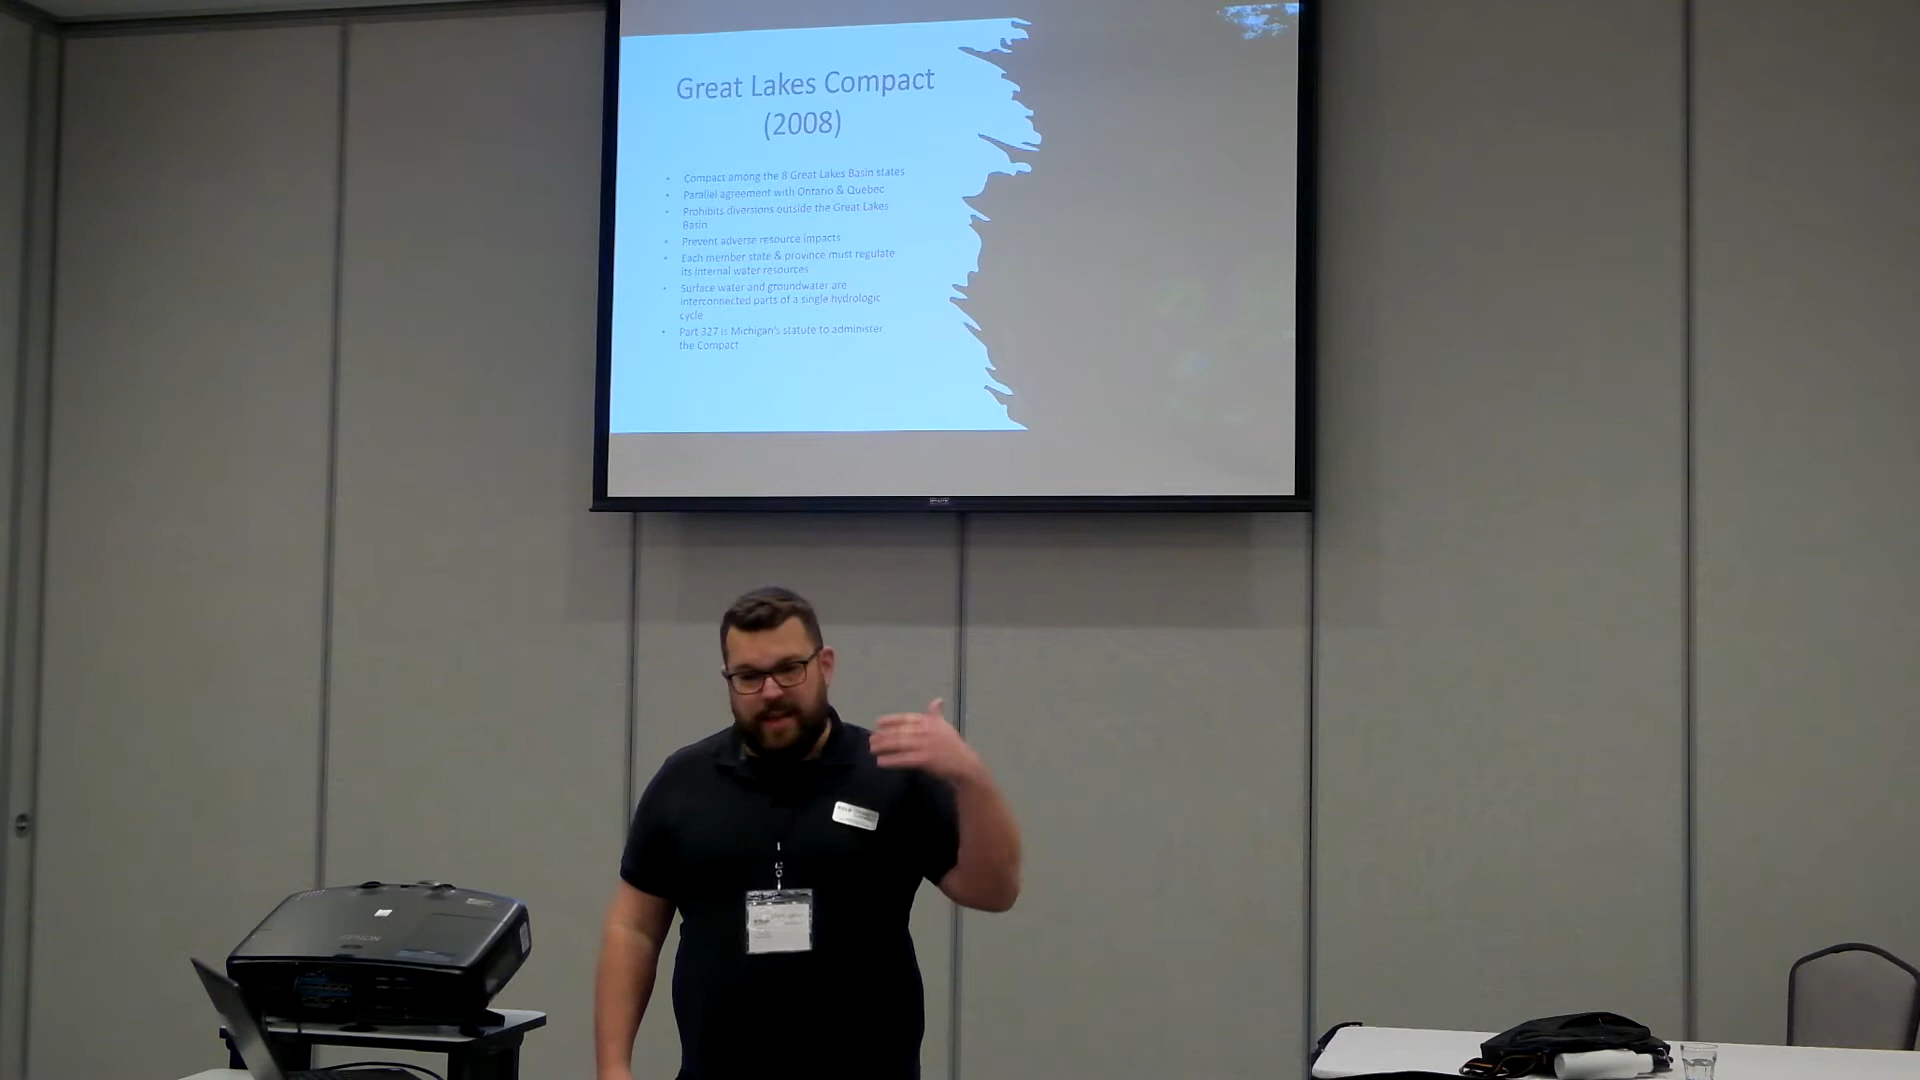 Great Lakes Compact
(2008)
• Compact among the 8 Great Lakes Basin states
• Parallel agreement with Ontario & Quebec
• Prohibits diversions outside the Great Lakes
Basin
• Prevent adverse resource impacts
• Each member state & province must regulate
its internal water resources
• Surface water and groundwater are
interconnected parts of a single hydrologic
cycle
• Part 327 is Michigan's statute to administer
the Compact
EPSON